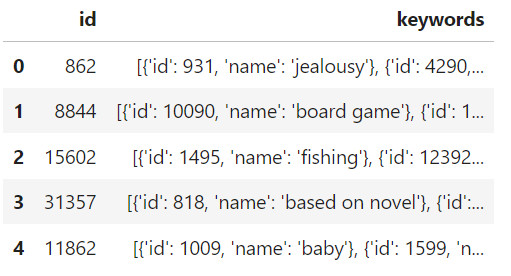 id keywords
0 862 [{'id': 931, 'name': 'jealousy'}, {'id': 4290,...
1 8844 [{'id': 10090, 'name': 'board game'}, {'id': 1...
2 15602 [{'id': 1495, 'name': 'fishing'}, {'id': 12392...
3 31357 [{'id': 818, 'name': 'based on novel'}, {'id':...
4 11862 [{'id': 1009, 'name': 'baby'}, {'id': 1599, 'n...